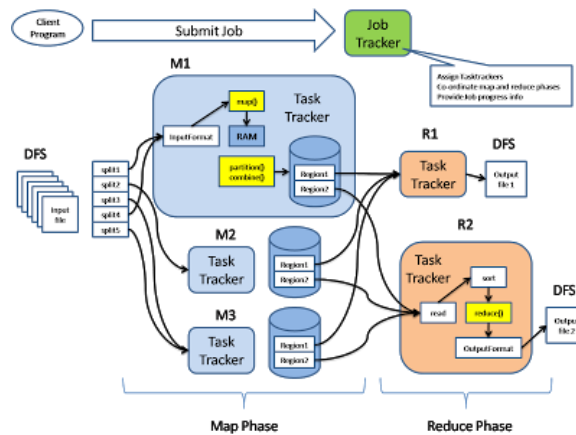 Client
Program
Submit Job
Job
Tracker
Assign Tasktrackers
Co-ordinate map and reduce phases
Provide Job progress info
M1
map()
Task
Tracker
InputFormat
RAM
partition()
combine()
Region1
Region2
DFS
Input
file
split1
split2
split3
split4
split5
M2
Task
Tracker
Region1
Region2
M3
Task
Tracker
Region1
Region2
R1
Task
Tracker
DFS
Output
file 1
R2
Task
Tracker
sort
read
reduce()
OutputFormat
DFS
Output
file 2
Map Phase
Reduce Phase